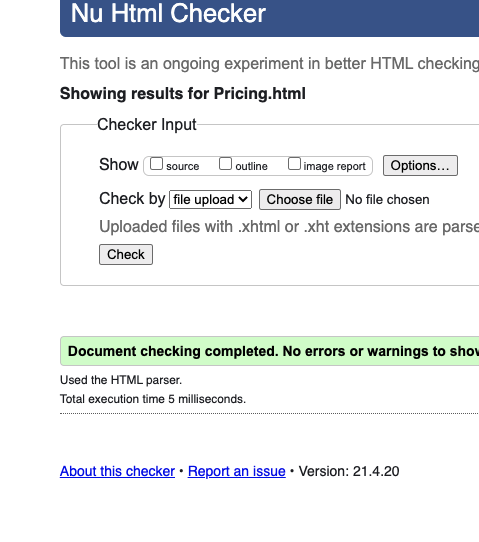 Nu Html Checker
This tool is an ongoing experiment in better HTML checking
Showing results for Pricing.html
Checker Input
Show source outline image report Options...
Check by file upload Choose file No file chosen
Uploaded files with .xhtml or .xht extensions are parse
Check
Document checking completed. No errors or warnings to show
Used the HTML parser.
Total execution time 5 milliseconds.
About this checker • Report an issue • Version: 21.4.20